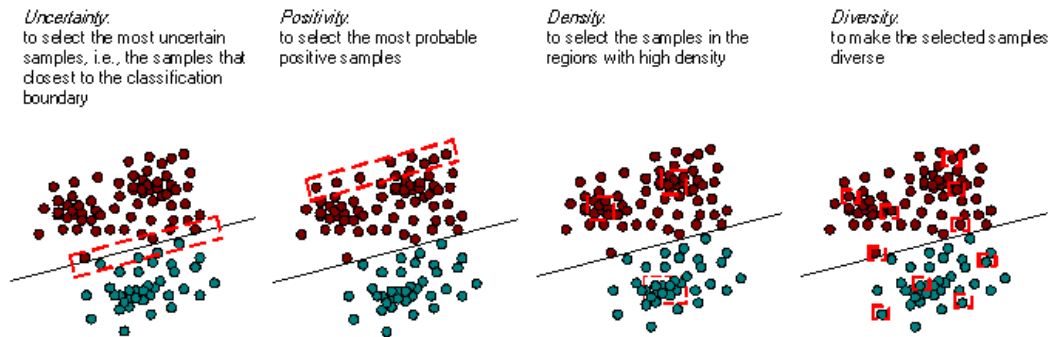 Uncertainty:
to select the most uncertain
samples, i.e., the samples that
closest to the classification
boundary
Positivity:
to select the most probable
positive samples
Density:
to select the samples in the
regions with high density
Diversity:
to make the selected samples
diverse